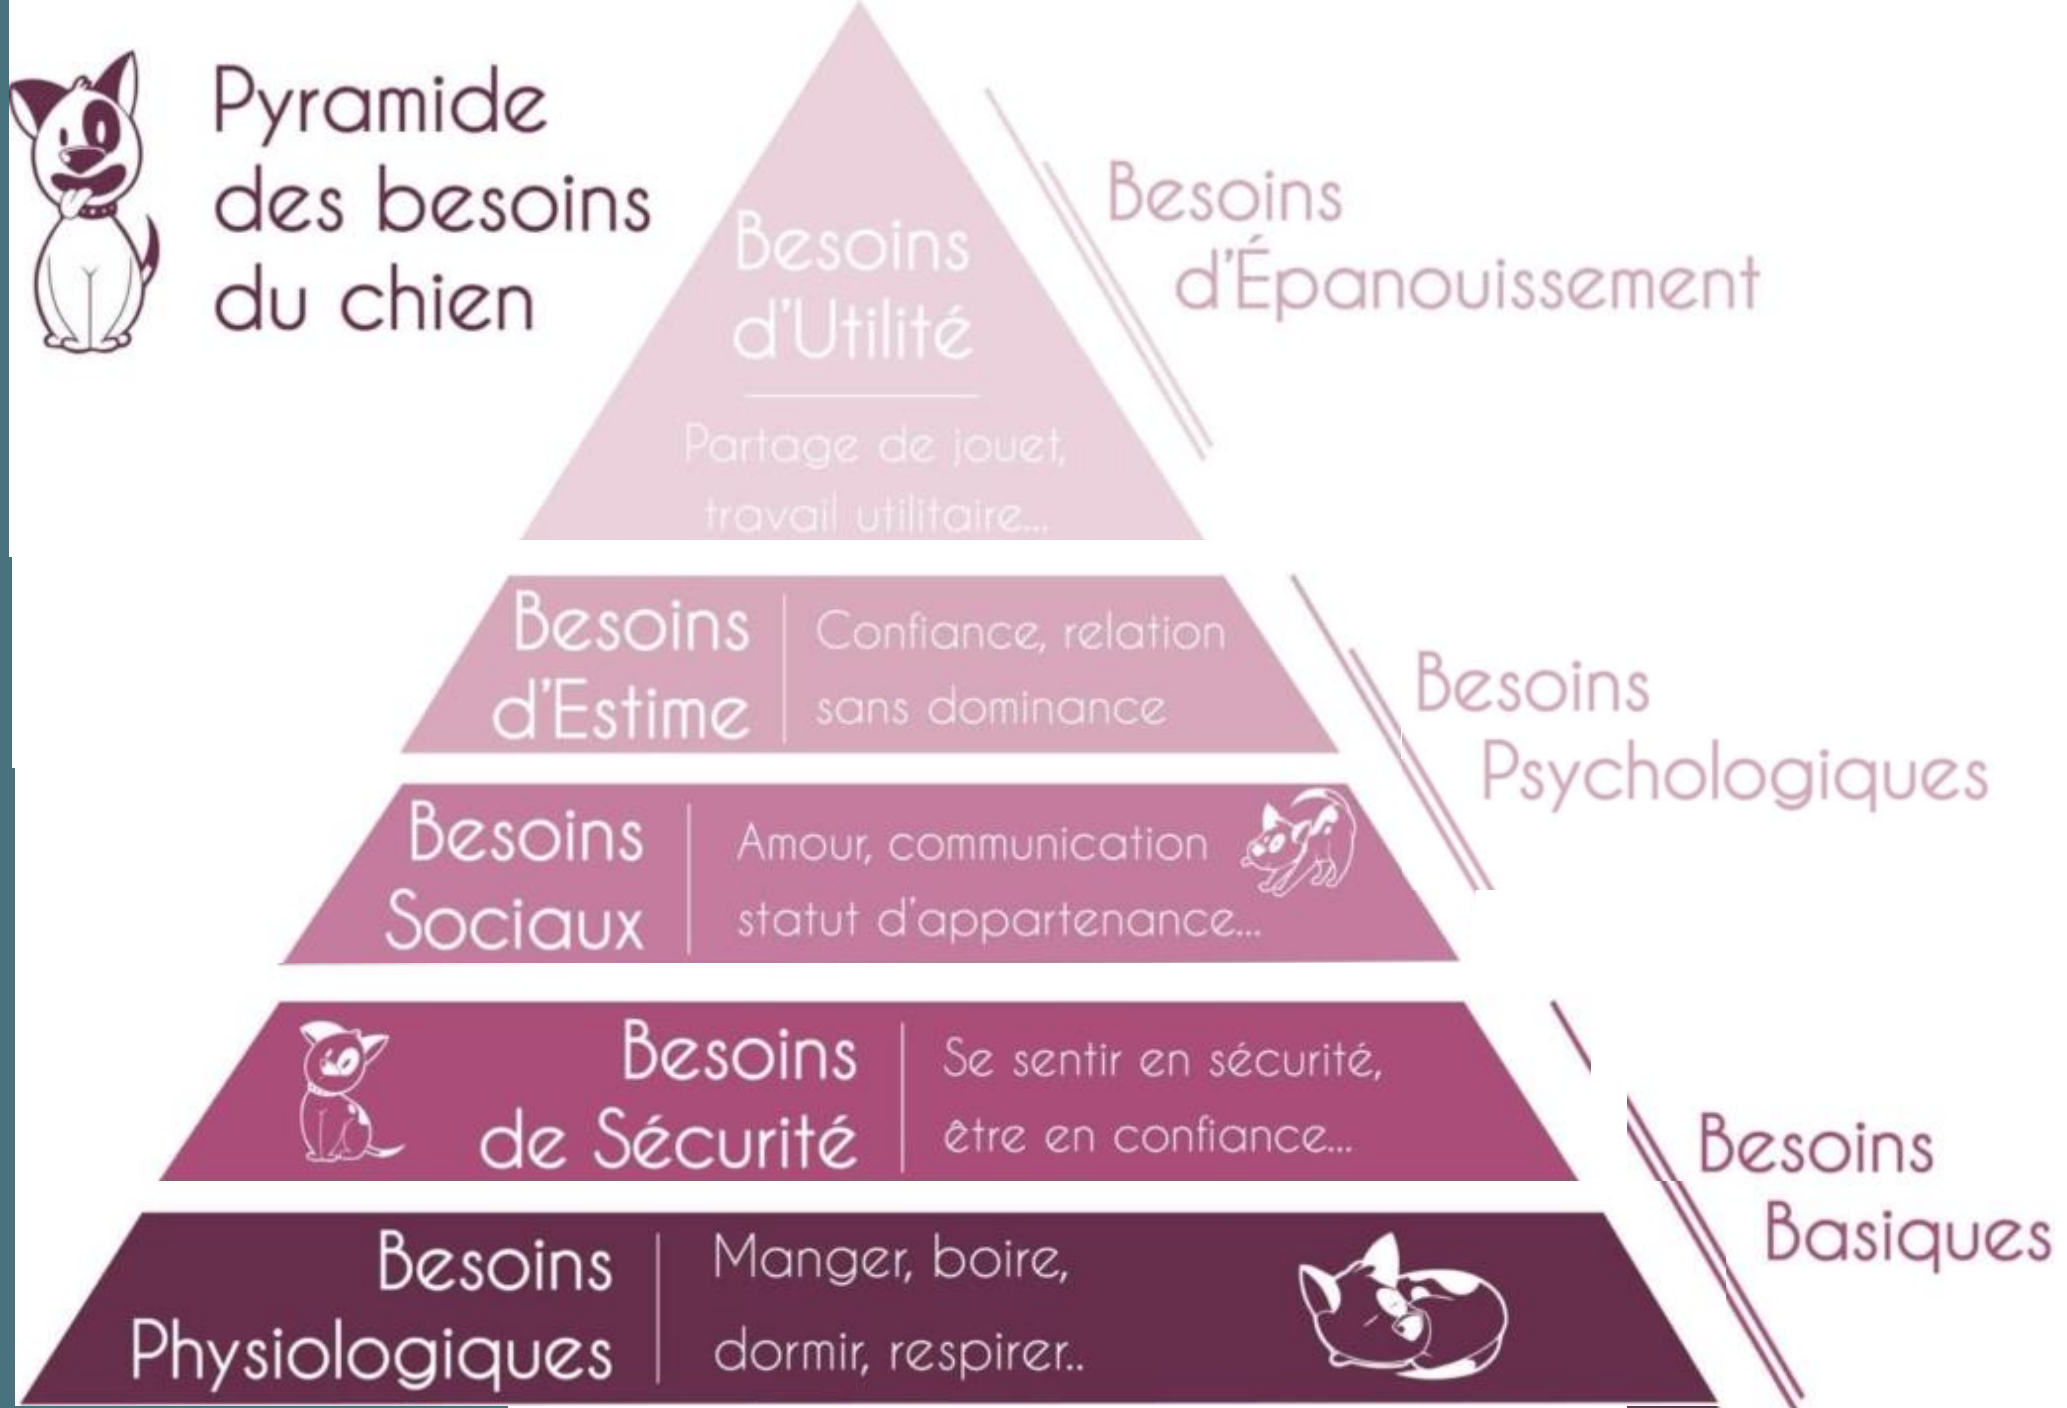 Pyramide
des besoins
du chien
Besoins
d'Utilité
Partage de jouet,
travail utilitaire...
Besoins
d'Épanouissement
Besoins
d'Estime
Confiance, relation
sans dominance
Besoins
Psychologiques
Besoins
Sociaux
Amour, communication
statut d'appartenance...
Besoins
de Sécurité
Se sentir en sécurité,
être en confiance...
Besoins
Basiques
Besoins
Physiologiques
Manger, boire,
dormir, respirer..